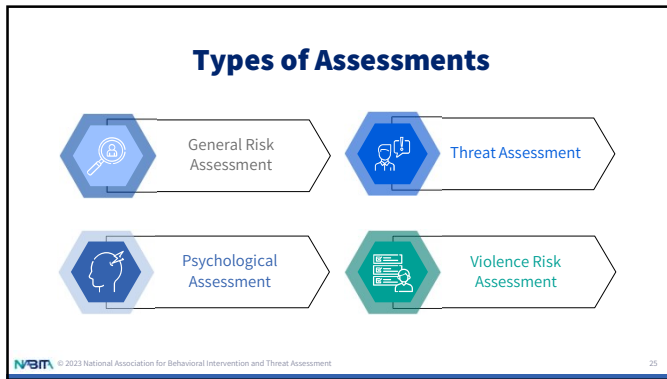 Types of Assessments
General Risk
Assessment
Threat Assessment
Psychological
Assessment
Violence Risk
Assessment
NABITA © 2023 National Association for Behavioral Intervention and Threat Assessment
25